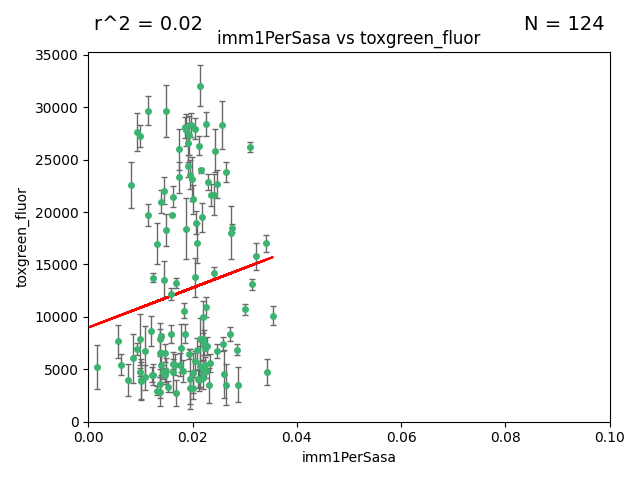 r^2 = 0.02
N = 124
imm1PerSasa vs toxgreen_fluor
35000
30000
25000
20000
15000
10000
5000
0
toxgreen_fluor
0.00
0.02
0.04
0.06
0.08
0.10
imm1PerSasa